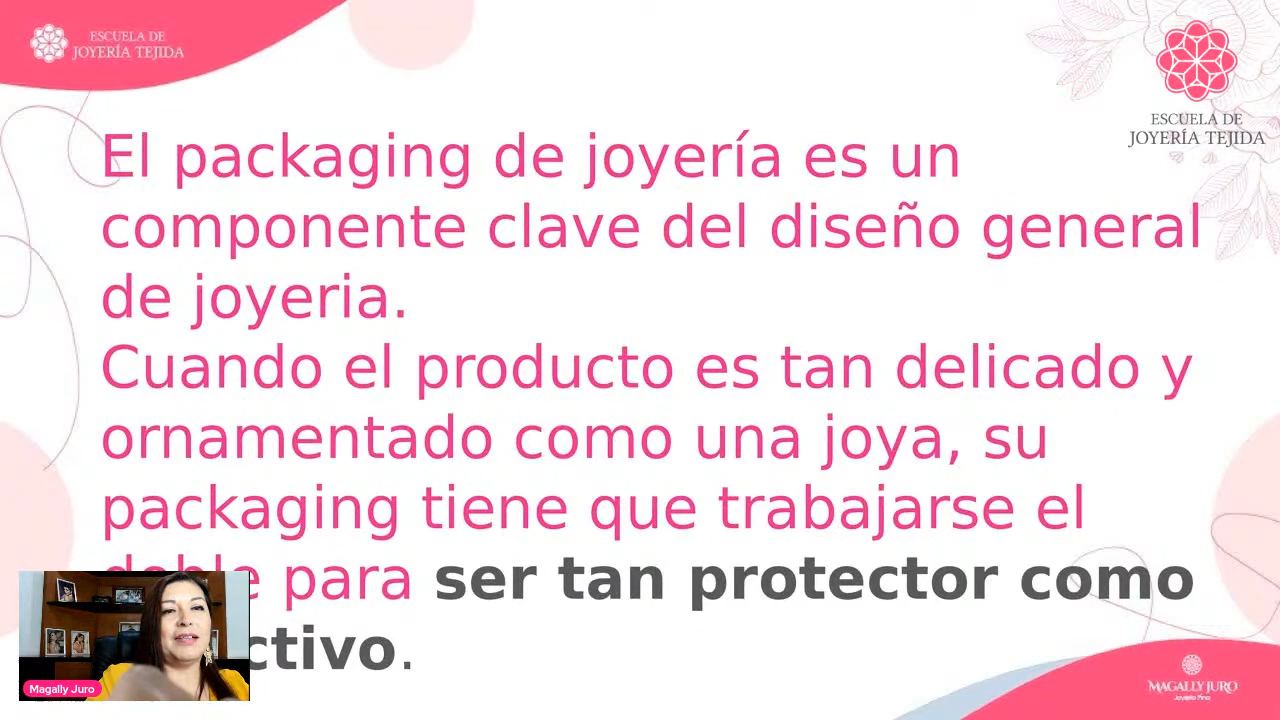 ESCUELA DE
JOYERÍA TEJIDA
ESCUELA DE
JOYERÍA TEJIDA
El packaging de joyería es un
componente clave del diseño general
de joyeria.
Cuando el producto es tan delicado y
ornamentado como una joya, su
packaging tiene que trabajarse el
para ser tan protector como
Magally Juro
MAGALLY JURO
Joyería Fina